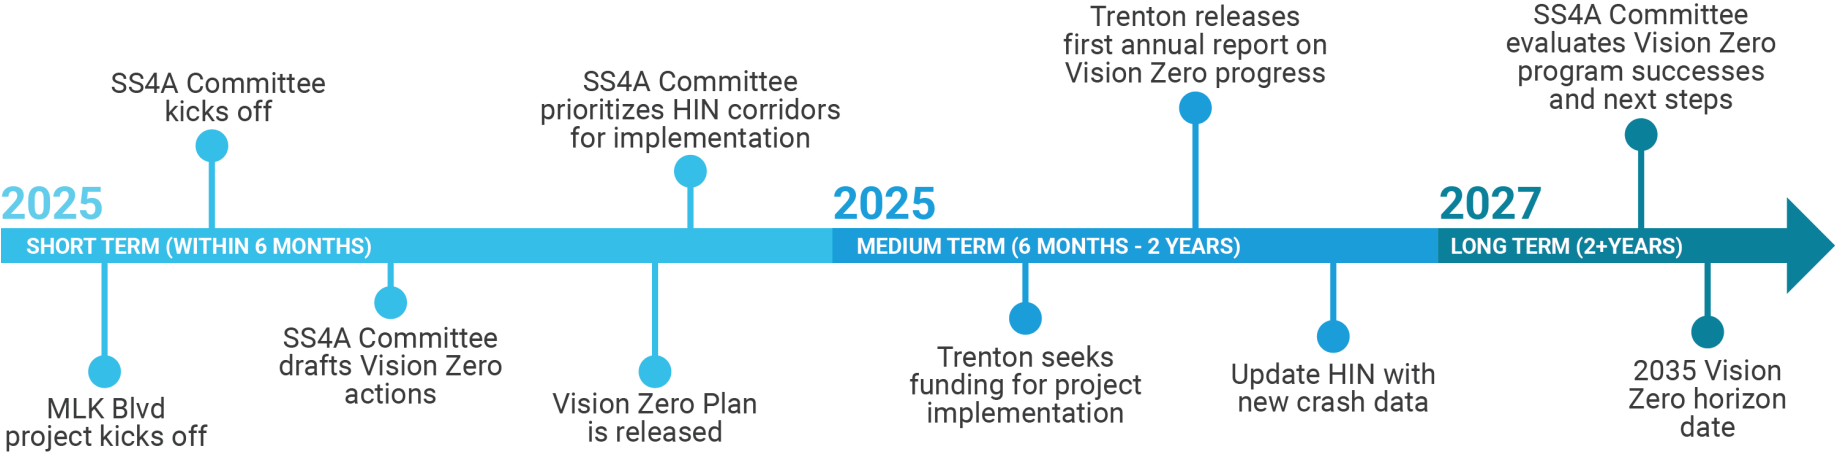 SS4A Committee
kicks off
SS4A Committee
prioritizes HIN corridors
for implementation
Trenton releases
first annual report on
Vision Zero progress
SS4A Committee
evaluates Vision Zero
program successes
and next steps
2025
2025
2027
SHORT TERM (WITHIN 6 MONTHS)
MEDIUM TERM (6 MONTHS - 2 YEARS)
LONG TERM (2+YEARS)
MLK Blvd
project kicks off
SS4A Committee
drafts Vision Zero
actions
Vision Zero Plan
is released
Trenton seeks
funding for project
implementation
Update HIN with
new crash data
2035 Vision
Zero horizon
date